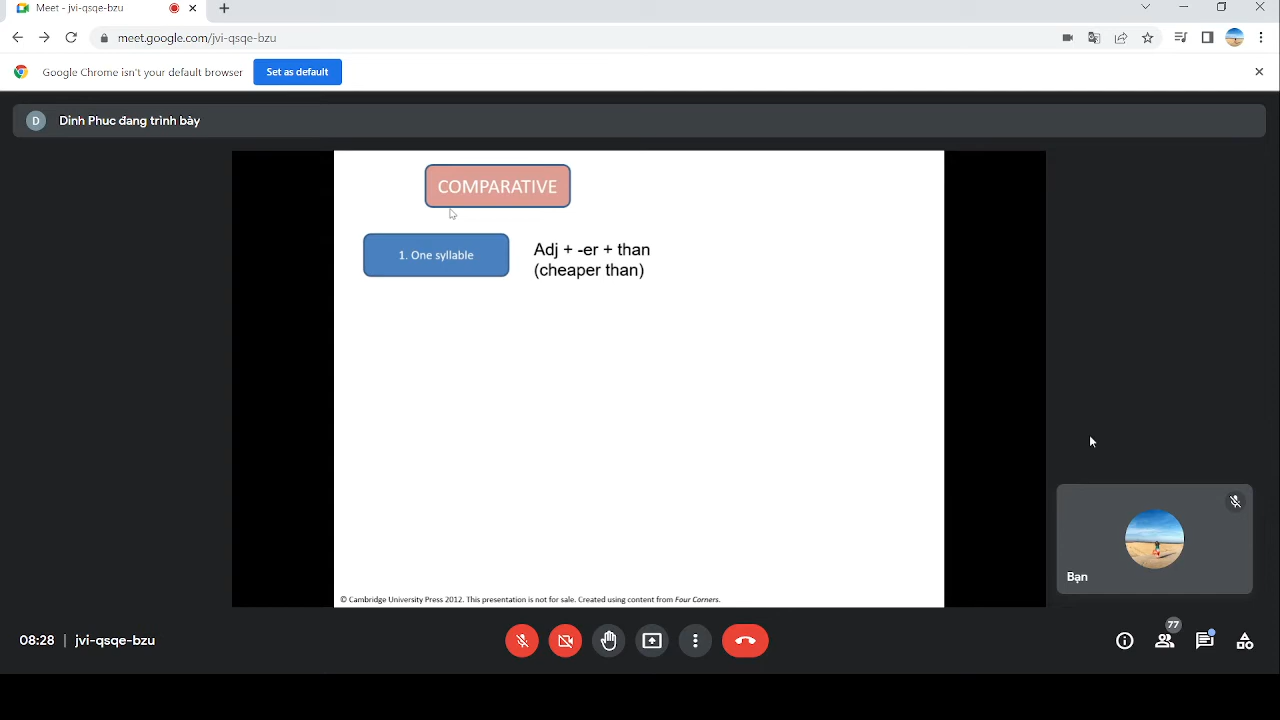 Meet - jvi-qsqe-bzu
meet.google.com/jvi-qsqe-bzu
Google Chrome isn't your default browser
Set as default
D
Dinh Phuc đang trình bày
COMPARATIVE
1. One syllable
Adj + -er + than
(cheaper than)
Bạn
© Cambridge University Press 2012. This presentation is not for sale. Created using content from Four Corners.
77
08:28 | jvi-qsqe-bzu